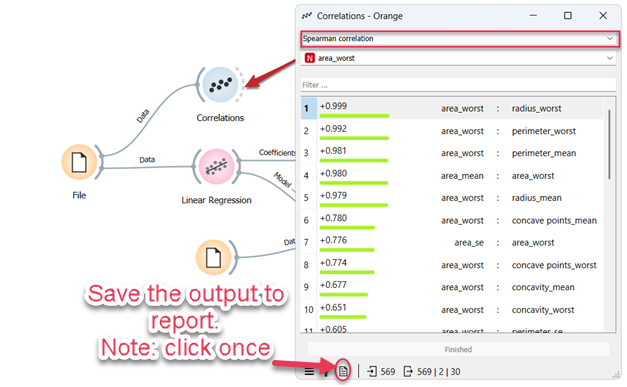 Correlations - Orange
Spearman correlation
N area_worst
Filter ...
1 +0.999 area_worst : radius_worst
2 +0.992 area_worst : perimeter_worst
3 +0.981 area_worst : perimeter_mean
4 +0.980 area_mean : area_worst
5 +0.979 area_worst : radius_mean
6 +0.780 area_worst : concave points_mean
7 +0.776 area_se : area_worst
8 +0.774 area_worst : concave points_worst
9 +0.677 area_worst : concavity_mean
10 +0.651 area_worst : concavity_worst
11 +0.605 area_worst : perimeter_se
Finished
569 569 | 2 | 30
Data
Correlations
File
Data
Linear Regression
Coefficients
Model
Data
Save the output to
report.
Note: click once